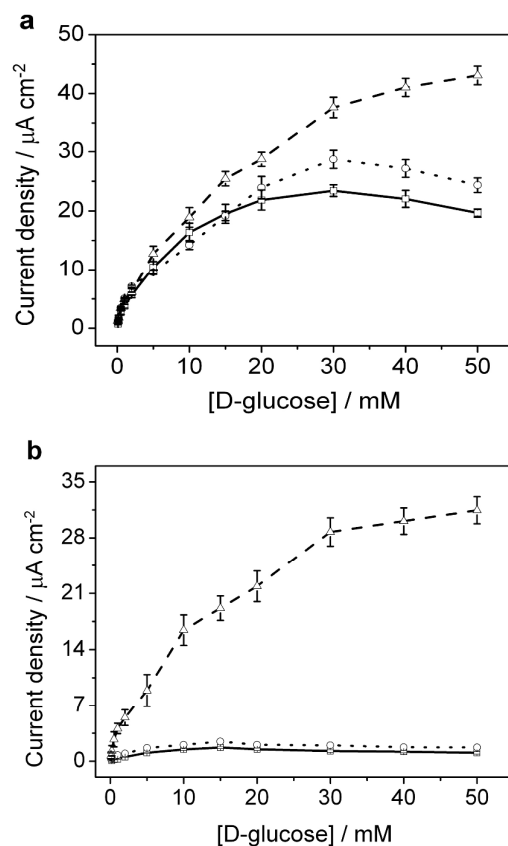 a
50
40
30
20
10
0
Current density / µA cm⁻²
0 10 20 30 40 50
[D-glucose] / mM
b
35
28
21
14
7
0
Current density / µA cm⁻²
0 10 20 30 40 50
[D-glucose] / mM